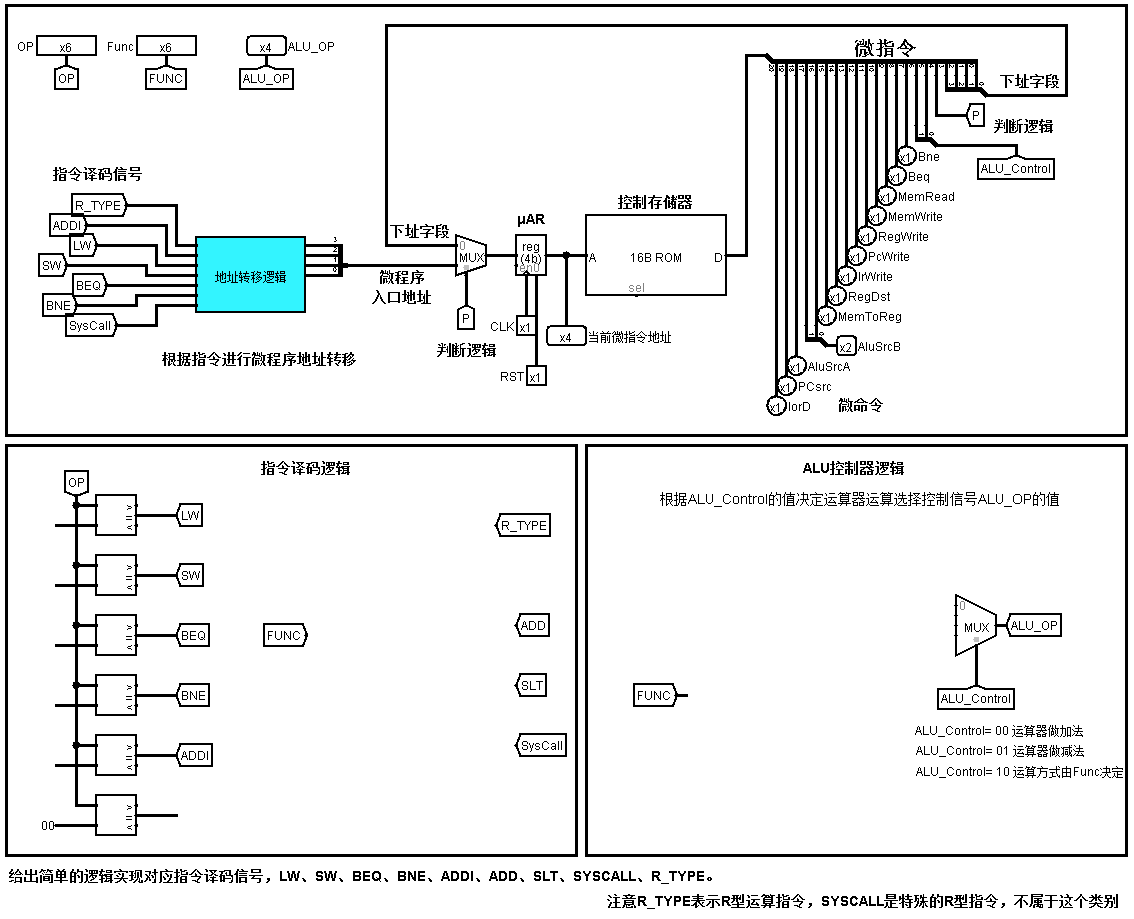 OP x6 Func x6 x4 ALU_OP
OP FUNC ALU_OP
微指令
下址字段
P
判断逻辑
ALU_Control
Bne
Beq
MemRead
MemWrite
RegWrite
PcWrite
IrWrite
RegDst
MemToReg
x2 AluSrcB
x1 AluSrcA
x1 PCsrc
x1 IorD
微命令
指令译码信号
R_TYPE
ADDI
LW
SW
BEQ
BNE
SysCall
地址转移逻辑
3
2
1
0
根据指令进行微程序地址转移
下址字段
微程序
入口地址
0
MUX
P
判断逻辑
μAR
reg
(4b)
en0
CLK x1
RST x1
x4 当前微指令地址
控制存储器
A 16B ROM D
sel
指令译码逻辑
OP
LW
SW
BEQ
BNE
ADDI
00
FUNC
R_TYPE
ADD
SLT
SysCall
ALU控制器逻辑
根据ALU_Control的值决定运算器运算选择控制信号ALU_OP的值
0
MUX
ALU_OP
FUNC
ALU_Control
ALU_Control= 00 运算器做加法
ALU_Control= 01 运算器做减法
ALU_Control= 10 运算方式由Func决定
给出简单的逻辑实现对应指令译码信号，LW、SW、BEQ、BNE、ADDI、ADD、SLT、SYSCALL、R_TYPE。
注意R_TYPE表示R型运算指令，SYSCALL是特殊的R型指令，不属于这个类别